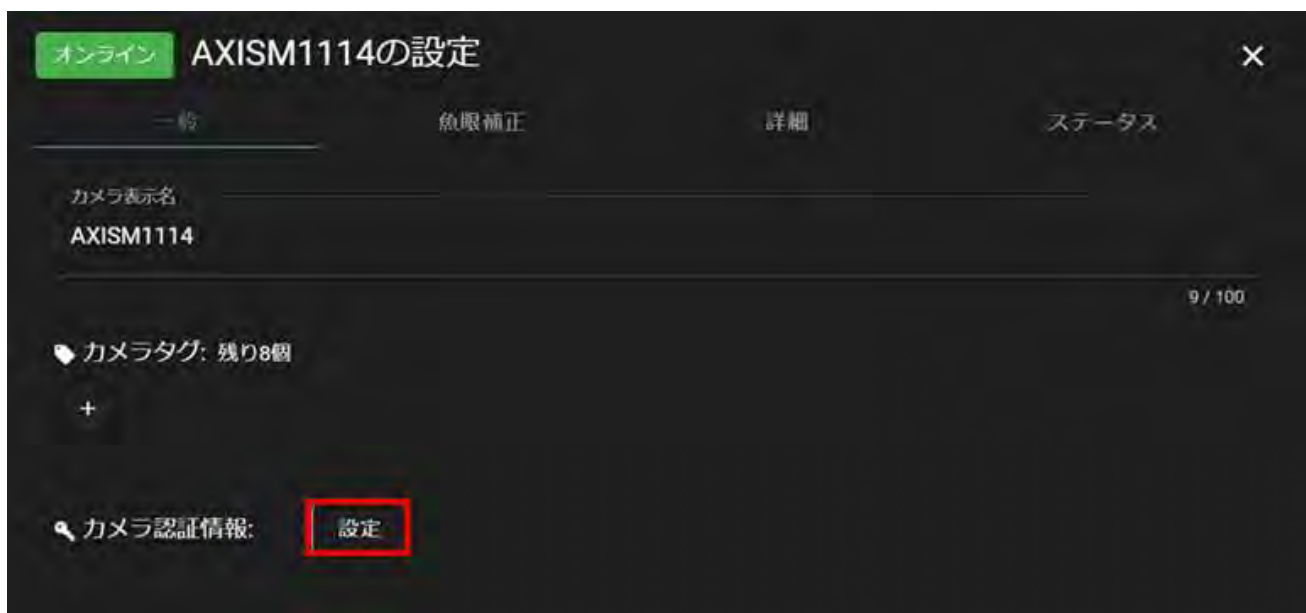 オンライン AXISM1114の設定 ×
一般 魚眼補正 詳細 ステータス
カメラ表示名
AXISM1114
9 / 100
カメラタグ: 残り8個
+
カメラ認証情報: 設定